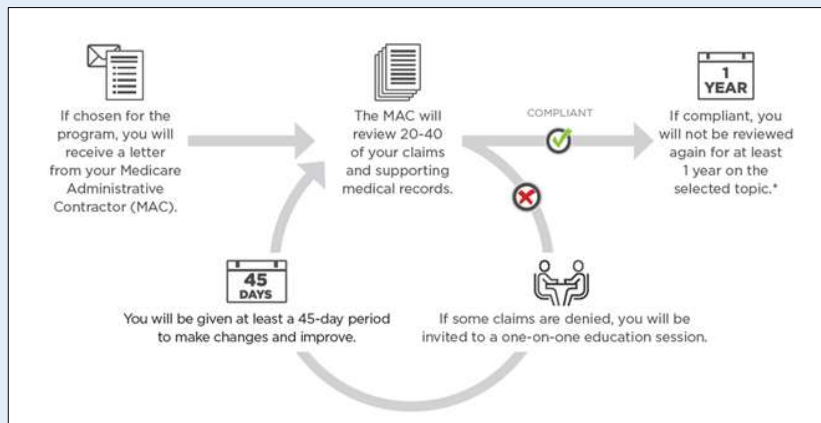 If chosen for the
program, you will
receive a letter
from your Medicare
Administrative
Contractor (MAC).
The MAC will
review 20-40
of your claims
and supporting
medical records.
COMPLIANT
1
YEAR
If compliant, you
will not be reviewed
again for at least
1 year on the
selected topic.*
45
DAYS
You will be given at least a 45-day period
to make changes and improve.
If some claims are denied, you will be
invited to a one-on-one education session.